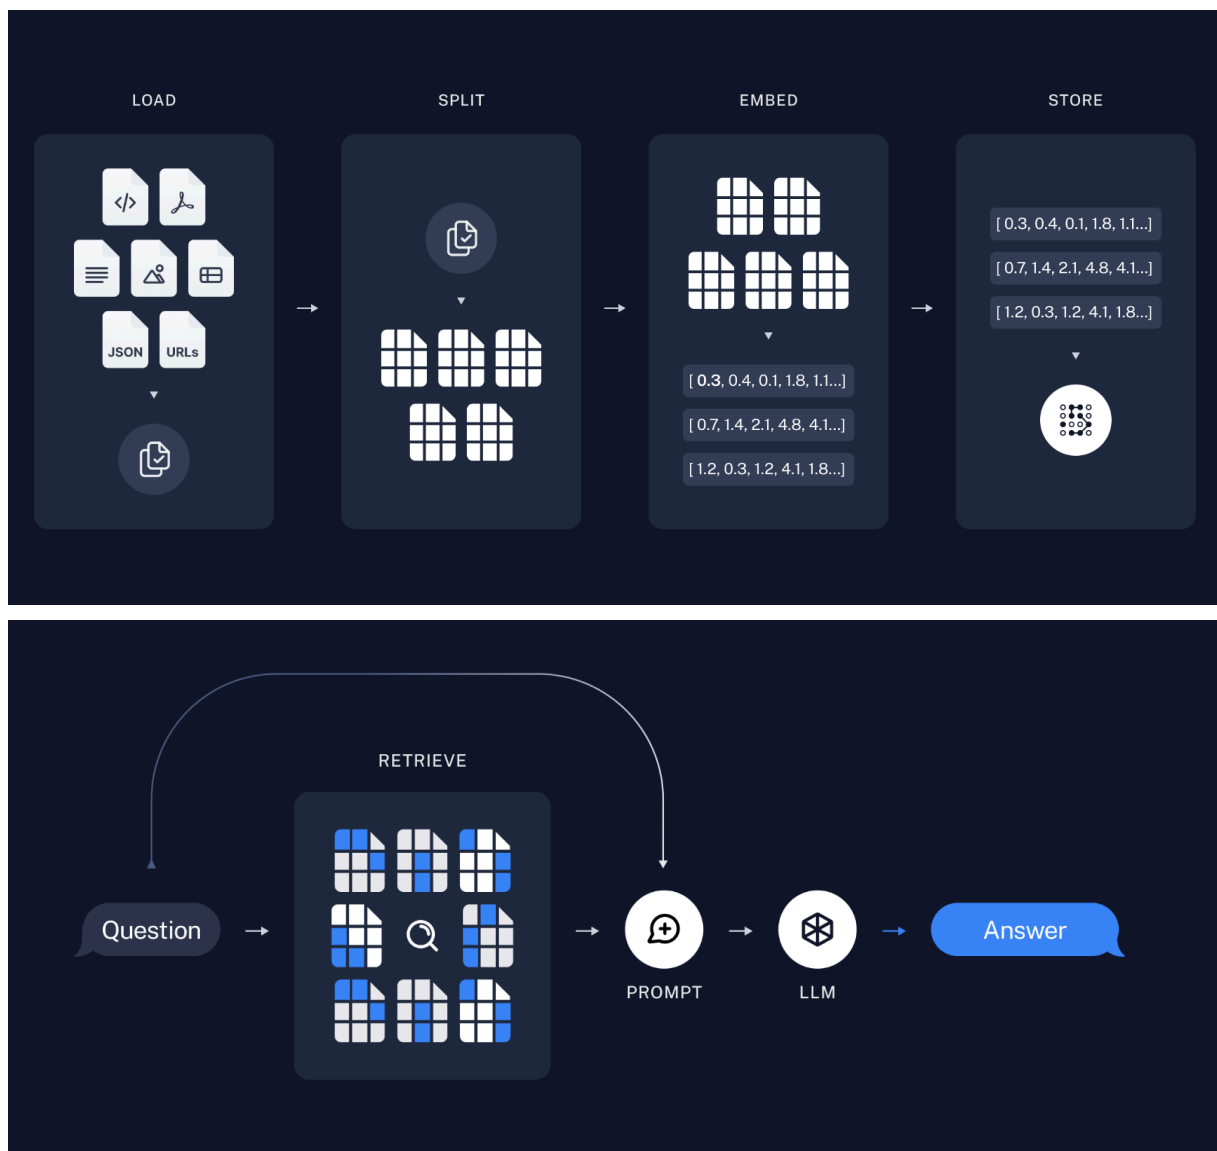 LOAD
SPLIT
EMBED
STORE
JSON
URLs
[ 0.3, 0.4, 0.1, 1.8, 1.1...]
[ 0.7, 1.4, 2.1, 4.8, 4.1...]
[ 1.2, 0.3, 1.2, 4.1, 1.8...]
[ 0.3, 0.4, 0.1, 1.8, 1.1...]
[ 0.7, 1.4, 2.1, 4.8, 4.1...]
[ 1.2, 0.3, 1.2, 4.1, 1.8...]
RETRIEVE
Question
PROMPT
LLM
Answer